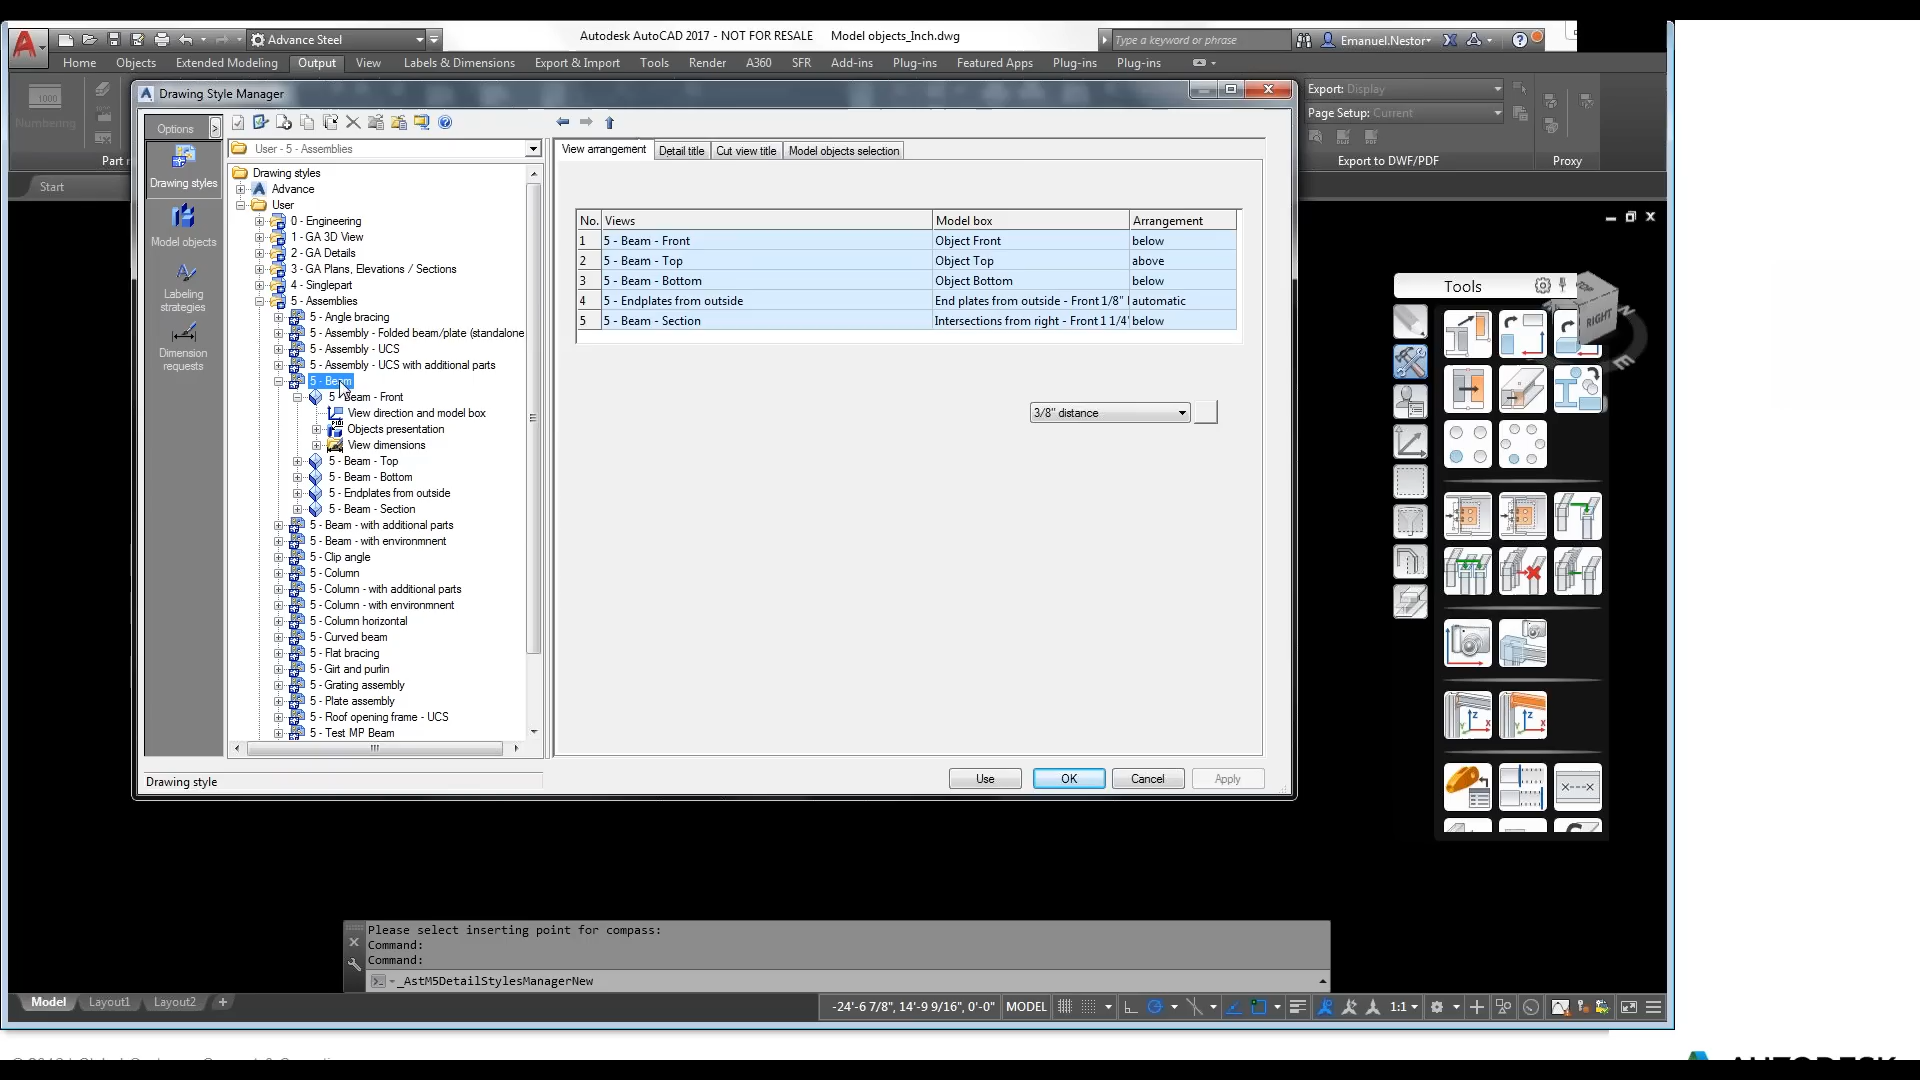 Advance Steel
Autodesk AutoCAD 2017 - NOT FOR RESALE Model objects_Inch.dwg
Type a keyword or phrase
Emanuel.Nestor
Home Objects Extended Modeling Output View Labels & Dimensions Export & Import Tools Render A360 SFR Add-ins Plug-ins Featured Apps Plug-ins Plug-ins
Numbering
Part
Export: Display
Page Setup: Current
Export to DWF/PDF
Proxy
Start
Drawing Style Manager
Options
Drawing styles
Model objects
Labeling strategies
Dimension requests
User - 5 - Assemblies
Drawing styles
Advance
User
0 - Engineering
1 - GA 3D View
2 - GA Details
3 - GA Plans, Elevations / Sections
4 - Singlepart
5 - Assemblies
5 - Angle bracing
5 - Assembly - Folded beam/plate (standalone
5 - Assembly - UCS
5 - Assembly - UCS with additional parts
5 - Beam
5 - Beam - Front
View direction and model box
Objects presentation
View dimensions
5 - Beam - Top
5 - Beam - Bottom
5 - Endplates from outside
5 - Beam - Section
5 - Beam - with additional parts
5 - Beam - with environmnent
5 - Clip angle
5 - Column
5 - Column - with additional parts
5 - Column - with environmnent
5 - Column horizontal
5 - Curved beam
5 - Flat bracing
5 - Girt and purlin
5 - Grating assembly
5 - Plate assembly
5 - Roof opening frame - UCS
5 - Test MP Beam
View arrangement Detail title Cut view title Model objects selection
No. Views Model box Arrangement
1 5 - Beam - Front Object Front below
2 5 - Beam - Top Object Top above
3 5 - Beam - Bottom Object Bottom below
4 5 - Endplates from outside End plates from outside - Front 1/8" automatic
5 5 - Beam - Section Intersections from right - Front 1 1/4" below
3/8" distance
Drawing style
Use OK Cancel Apply
Tools
TOP
RIGHT
E
Please select inserting point for compass:
Command:
Command:
_AstM5DetailStylesManagerNew
Model Layout1 Layout2 +
-24'-6 7/8", 14'-9 9/16", 0'-0" MODEL 1:1
AUTODESK